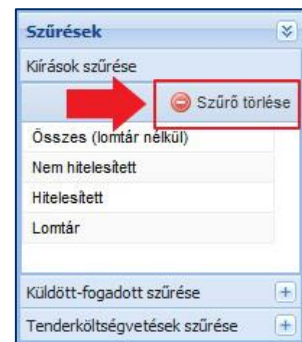 Szűrések
Kiírások szűrése
Szűrő törlése
Összes (lomtár nélkül)
Nem hitelesített
Hitelesített
Lomtár
Küldött-fogadott szűrése
Tenderköltségvetések szűrése